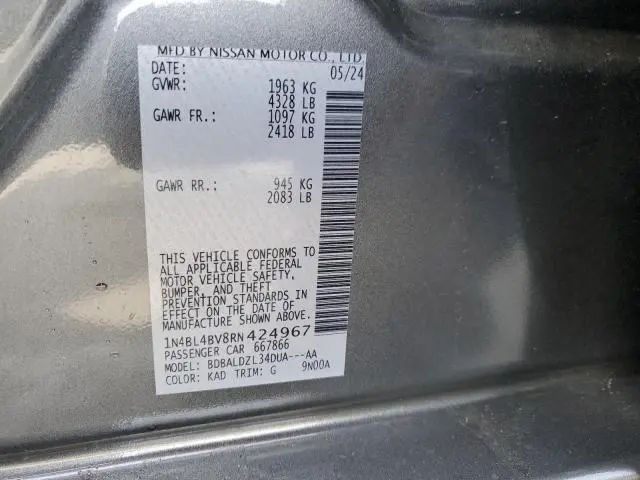 MFD BY NISSAN MOTOR CO., LTD
DATE: 05/24
GVWR: 1963 KG
4328 LB
GAWR FR.: 1097 KG
2418 LB
GAWR RR.: 945 KG
2083 LB
THIS VEHICLE CONFORMS TO
ALL APPLICABLE FEDERAL
MOTOR VEHICLE SAFETY,
BUMPER, AND THEFT
PREVENTION STANDARDS IN
EFFECT ON THE DATE OF
MANUFACTURE SHOWN ABOVE.
1N4BL4BV8RN424967
PASSENGER CAR 667866
MODEL: BDBALDZL34DUA---AA
COLOR: KAD TRIM: G 9N00A